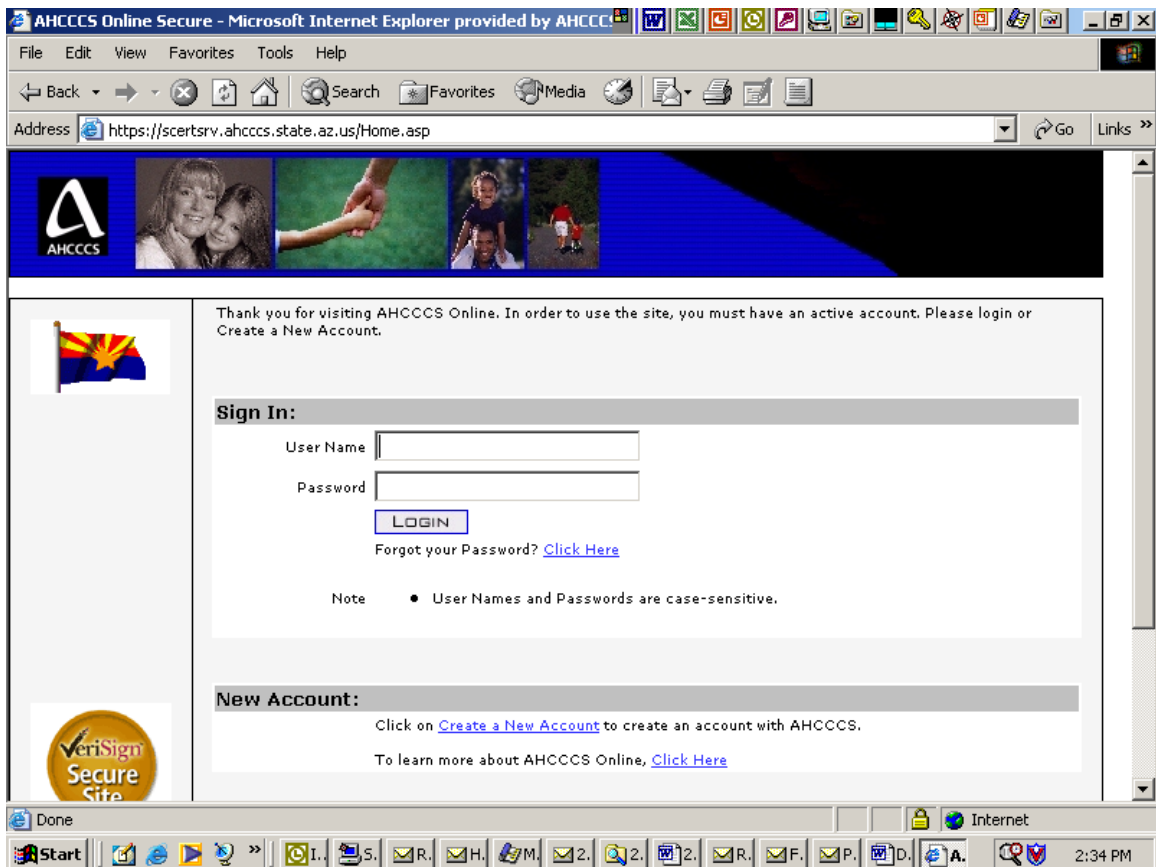 AHCCCS Online Secure - Microsoft Internet Explorer provided by AHCCCS
File Edit View Favorites Tools Help
Back Search Favorites Media
Address https://scertsrv.ahcccs.state.az.us/Home.asp Go Links »
AHCCCS
Thank you for visiting AHCCCS Online. In order to use the site, you must have an active account. Please login or
Create a New Account.
Sign In:
User Name
Password
LOGIN
Forgot your Password? Click Here
Note • User Names and Passwords are case-sensitive.
New Account:
Click on Create a New Account to create an account with AHCCCS.
To learn more about AHCCCS Online, Click Here
VeriSign
Secure
Site
Done Internet
Start » I. S. R. H. M. 2. 2. 2. R. F. P. D. A. 2:34 PM